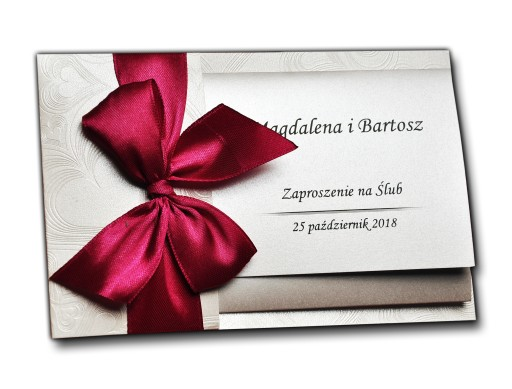 Magdalena i Bartosz
Zaproszenie na Ślub
25 październik 2018